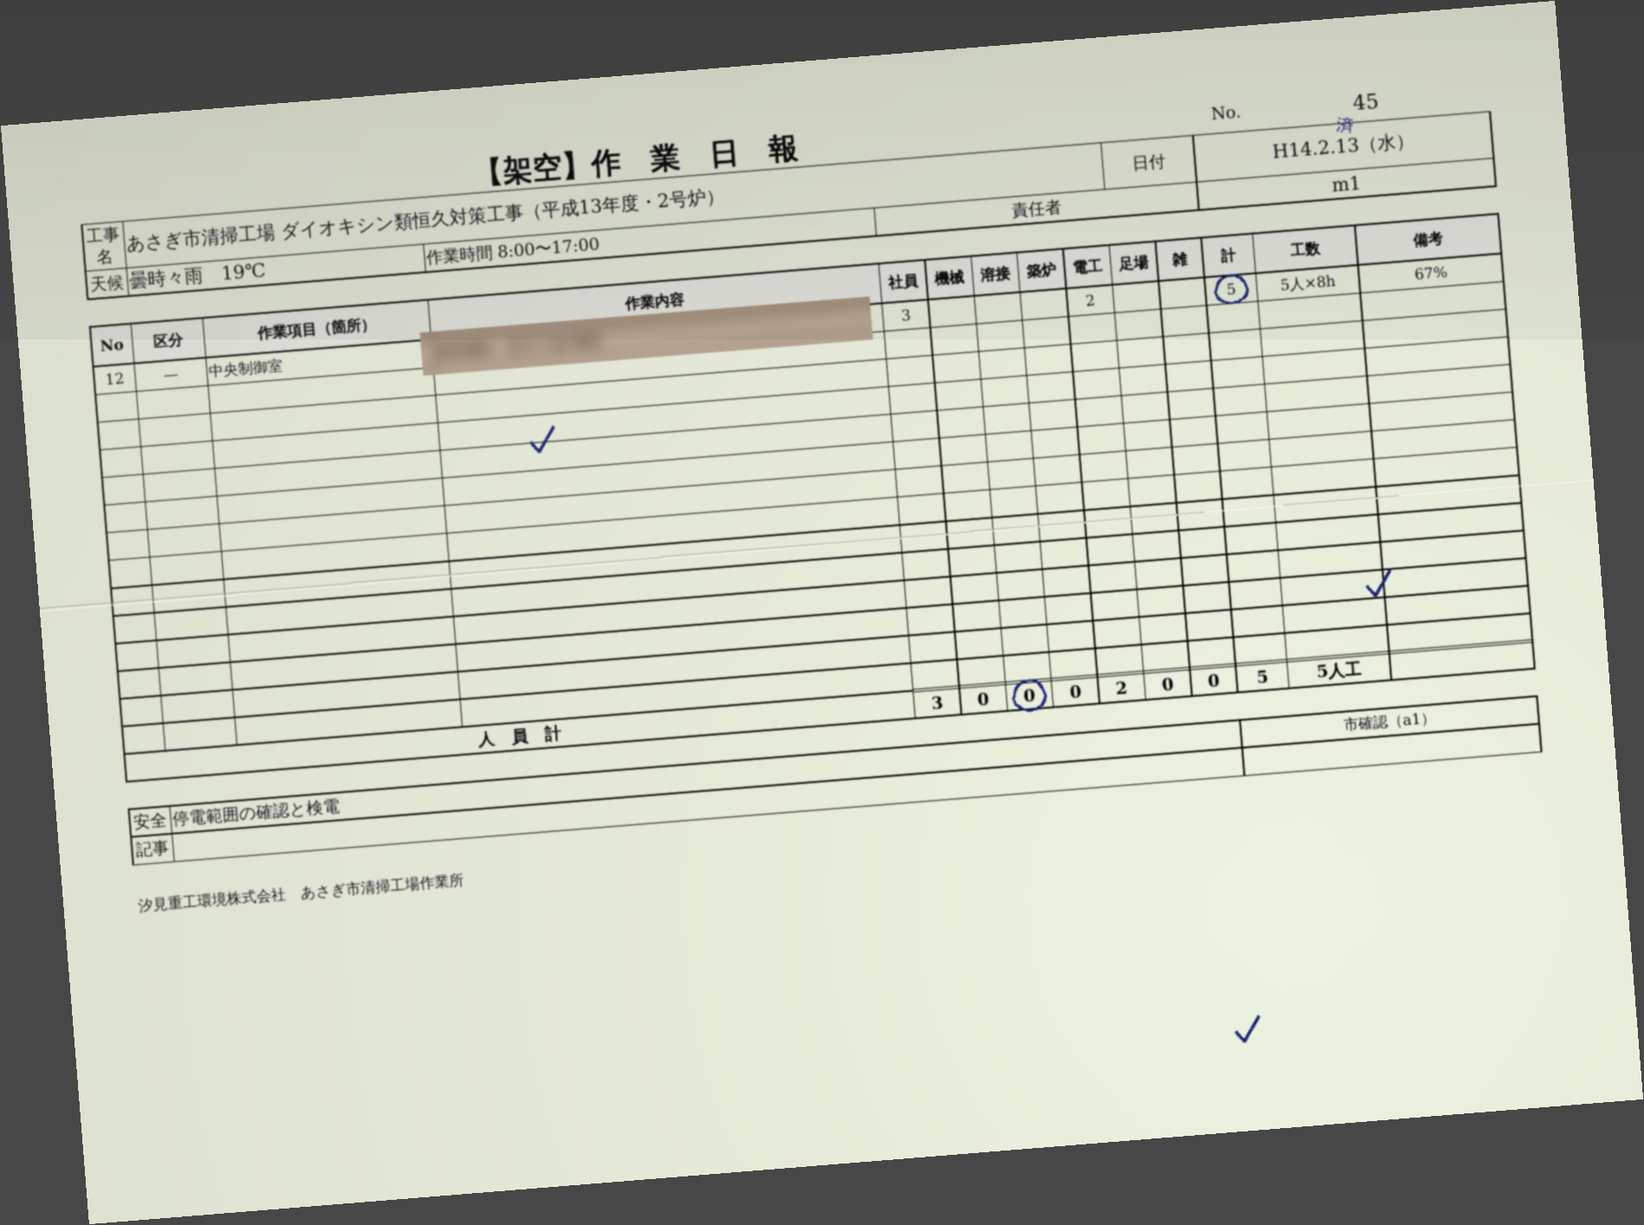 No. 45
済
【架空】作 業 日 報
工事名 あさぎ市清掃工場 ダイオキシン類恒久対策工事（平成13年度・2号炉） 日付 H14.2.13（水）
天候 曇時々雨 19℃ 作業時間 8:00〜17:00 責任者 m1
No 区分 作業項目（箇所） 作業内容 社員 機械 溶接 築炉 電工 足場 雑 計 工数 備考
12 — 中央制御室 3 2 5 5人×8h 67%
人 員 計 3 0 0 0 2 0 0 5 5人工
安全 停電範囲の確認と検電 市確認（a1）
記事
汐見重工環境株式会社 あさぎ市清掃工場作業所